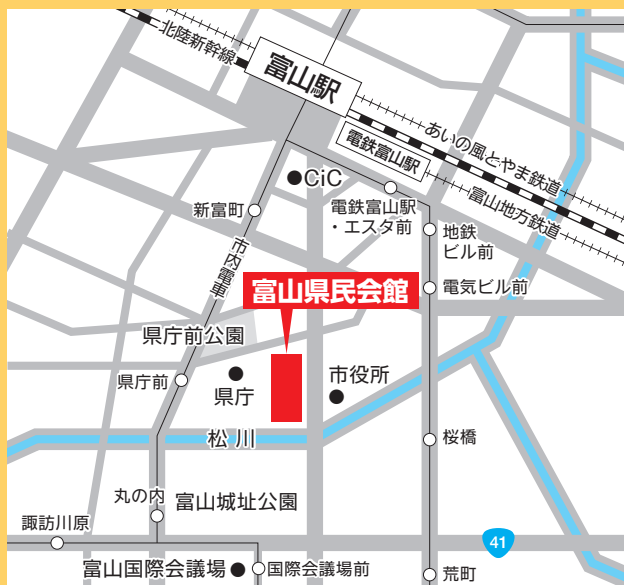 北陸新幹線
富山駅
あいの風とやま鉄道
電鉄富山駅
富山地方鉄道
CiC
新富町
電鉄富山駅
・エスタ前
地鉄
ビル前
市内電車
富山県民会館
電気ビル前
県庁前公園
県庁前
県庁
市役所
松川
桜橋
丸の内
富山城址公園
諏訪川原
41
富山国際会議場
国際会議場前
荒町